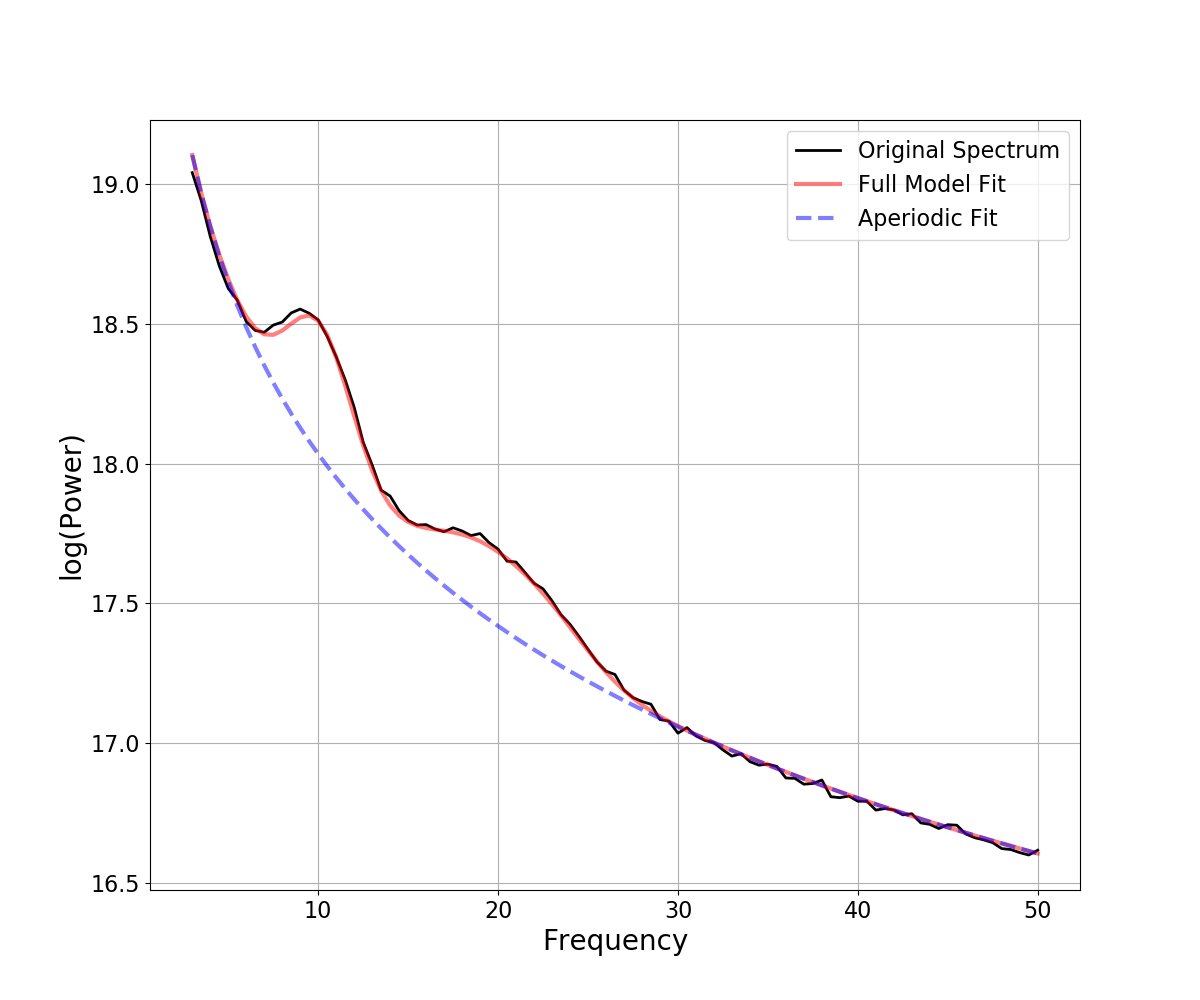 Original Spectrum
Full Model Fit
Aperiodic Fit
log(Power)
19.0
18.5
18.0
17.5
17.0
16.5
10 20 30 40 50
Frequency